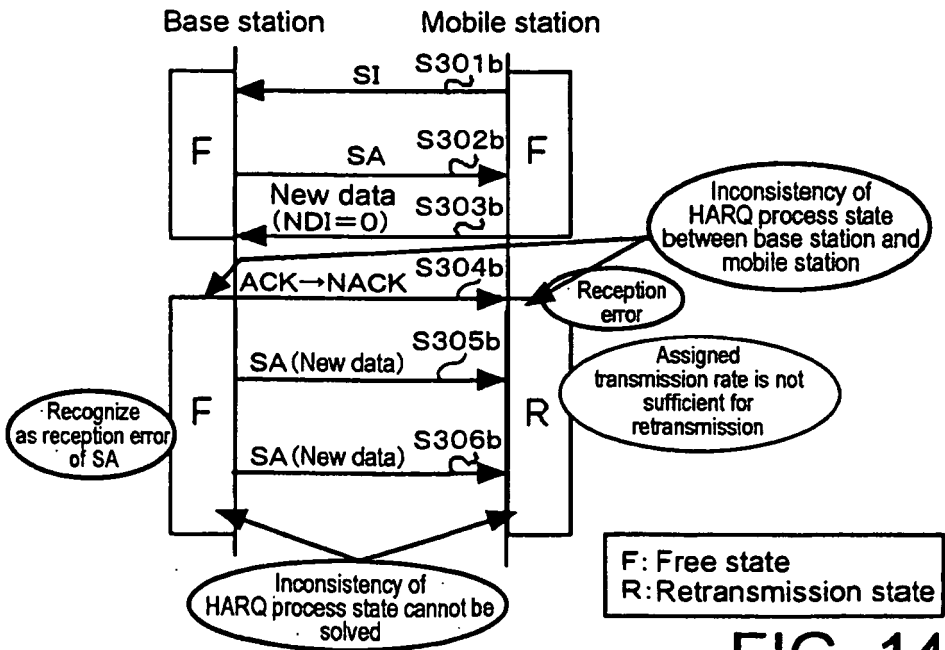 Base station
Mobile station
S301b
SI
F
F
S302b
SA
New data
(NDI=0)
S303b
Inconsistency of
HARQ process state
between base station and
mobile station
ACK→NACK
S304b
Reception
error
S305b
SA (New data)
Assigned
transmission rate is not
sufficient for
retransmission
Recognize
as reception error
of SA
F
R
S306b
SA (New data)
Inconsistency of
HARQ process state cannot be
solved
F: Free state
R: Retransmission state
FIG. 14